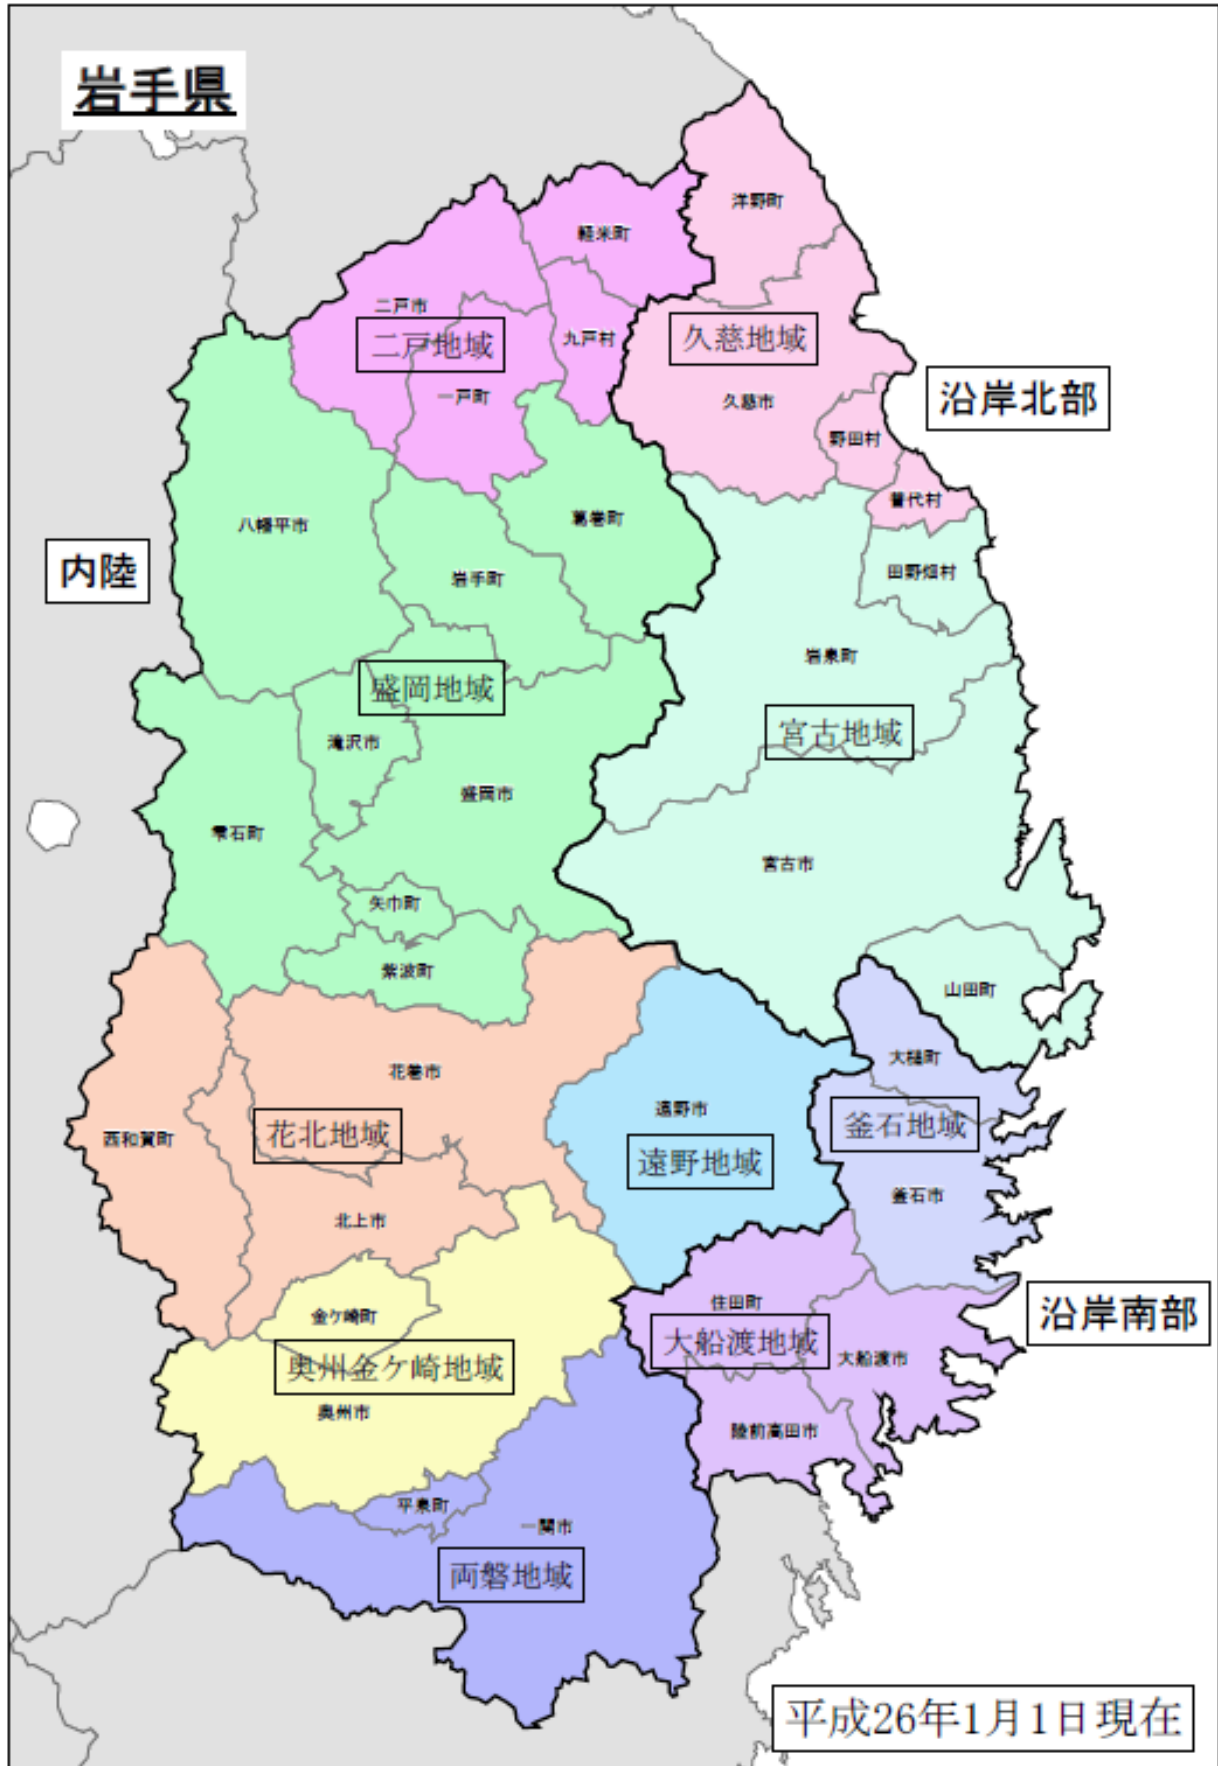 岩手県
洋野町
軽米町
二戸市
二戸地域
九戸村
久慈地域
一戸町
久慈市
沿岸北部
野田村
普代村
八幡平市
葛巻町
内陸
岩手町
田野畑村
岩泉町
盛岡地域
宮古地域
滝沢市
盛岡市
雫石町
宮古市
矢巾町
紫波町
山田町
大槌町
花巻市
遠野市
釜石地域
花北地域
西和賀町
遠野地域
釜石市
北上市
住田町
沿岸南部
金ケ崎町
大船渡地域
大船渡市
奥州金ケ崎地域
奥州市
陸前高田市
平泉町
一関市
両磐地域
平成26年1月1日現在